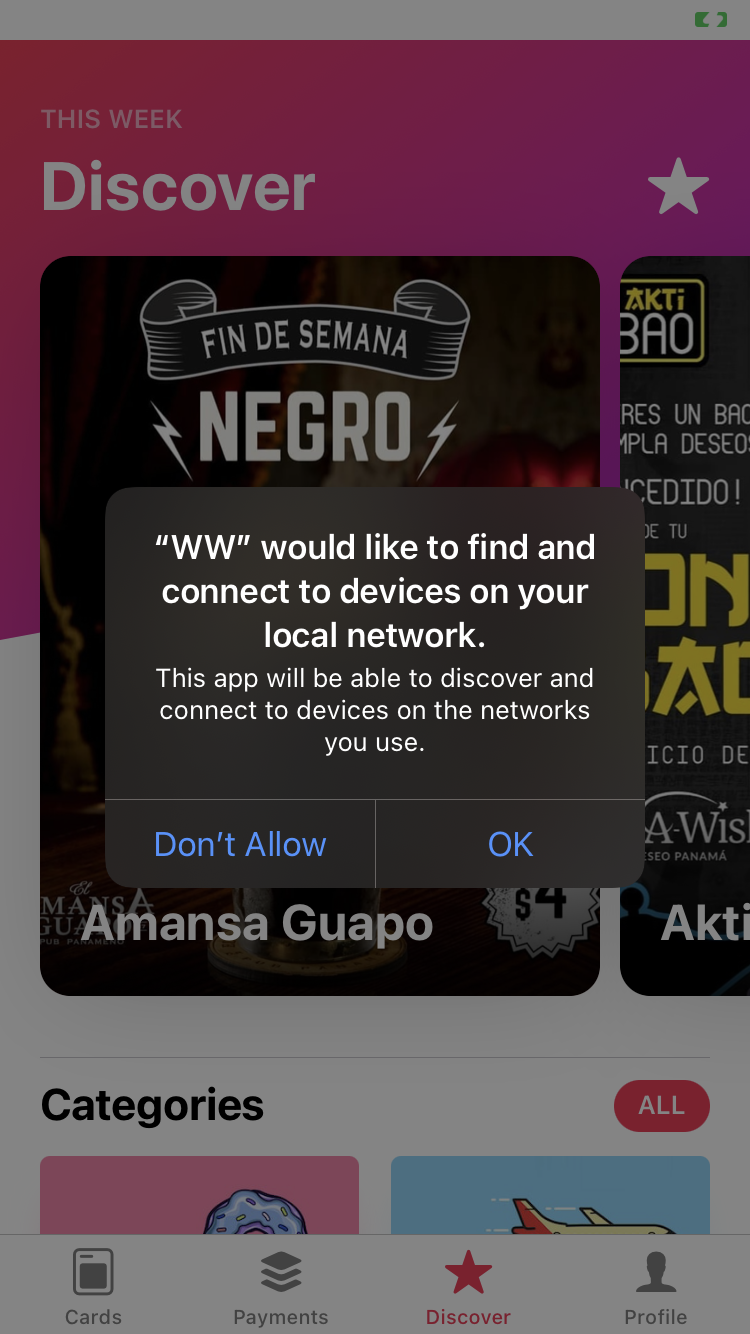 THIS WEEK
Discover
FIN DE SEMANA
NEGRO
AKTi
BAO
RES UN BAO
MPLA DESEOS
CEDIDO!
DE TU
“WW” would like to find and
connect to devices on your
local network.
This app will be able to discover and
connect to devices on the networks
you use.
Don’t Allow
OK
ICIO DE
A-Wish
SEO PANAMÁ
El
MANSA
GUAPO
PUB PANAMEÑO
$4
Amansa Guapo
Akti
Categories
ALL
Cards
Payments
Discover
Profile